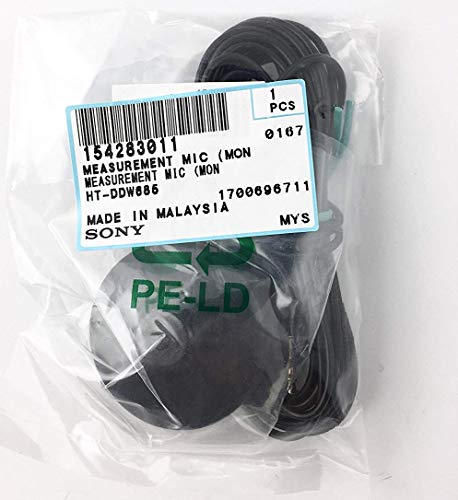 1
PCS
154283011
0167
MEASUREMENT MIC (MON
MEASUREMENT MIC (MON
HT-DDW685
1700696711
MADE IN MALAYSIA
SONY
MYS
PE-LD